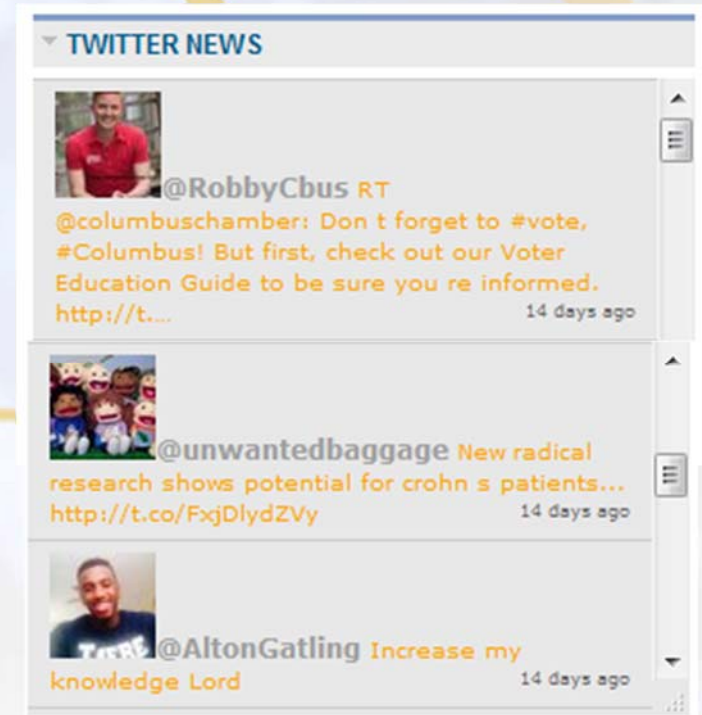 TWITTER NEWS
@RobbyCbus RT
@columbuschamber: Don t forget to #vote,
#Columbus! But first, check out our Voter
Education Guide to be sure you re informed.
http://t.... 14 days ago
@unwantedbaggage New radical
research shows potential for crohn s patients...
http://t.co/FxjDlydZVy 14 days ago
@AltonGatling Increase my
knowledge Lord 14 days ago